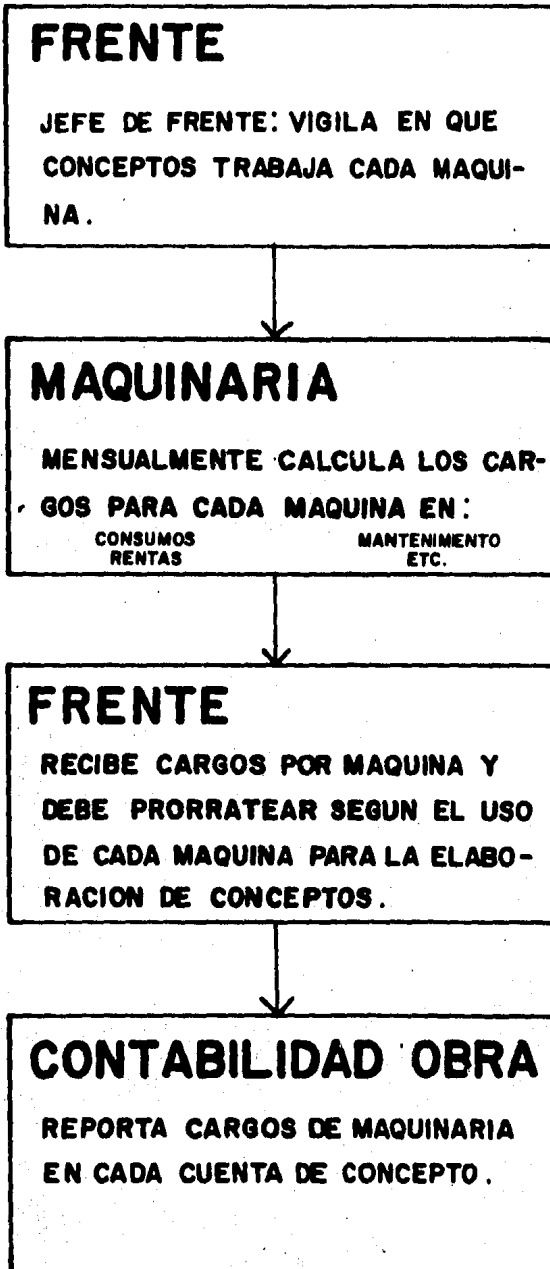 FRENTE
JEFE DE FRENTE: VIGILA EN QUE
CONCEPTOS TRABAJA CADA MAQUI-
NA.
MAQUINARIA
MENSUALMENTE CALCULA LOS CAR-
GOS PARA CADA MAQUINA EN:
CONSUMOS MANTENIMENTO
RENTAS ETC.
FRENTE
RECIBE CARGOS POR MAQUINA Y
DEBE PRORRATEAR SEGUN EL USO
DE CADA MAQUINA PARA LA ELABO-
RACION DE CONCEPTOS.
CONTABILIDAD OBRA
REPORTA CARGOS DE MAQUINARIA
EN CADA CUENTA DE CONCEPTO.